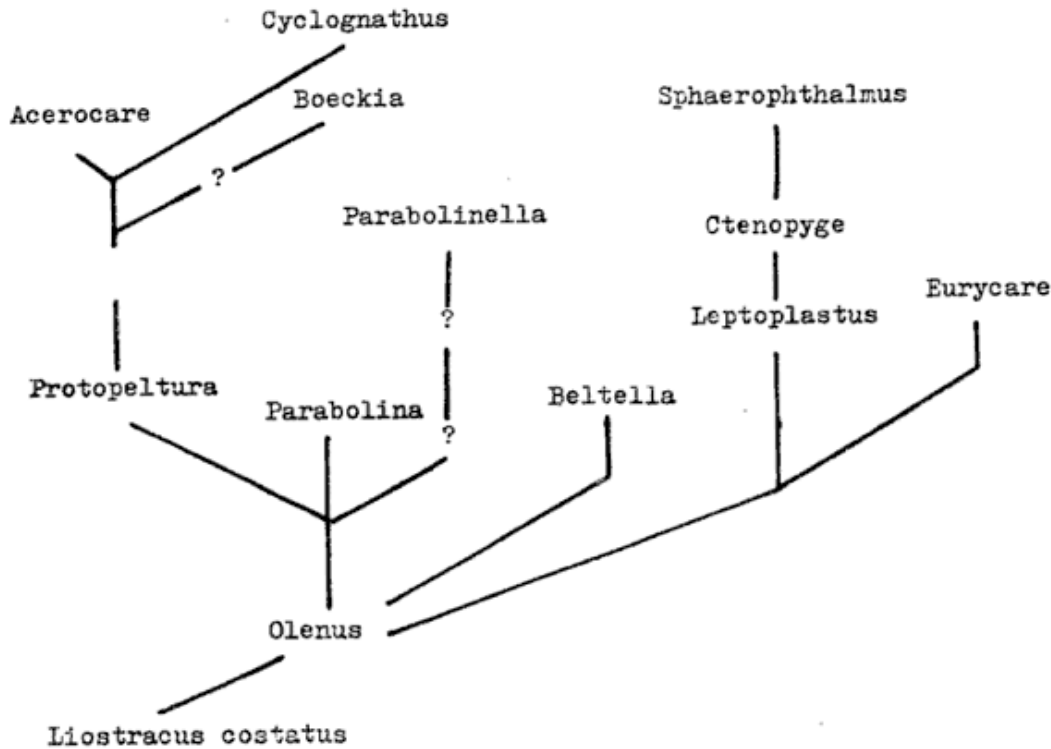 Cyclognathus
Acerocare
Boeckia
Sphaerophthalmus
?
Parabolinella
Ctenopyge
Eurycare
?
Leptoplastus
Protopeltura
Parabolina
Beltella
?
Olenus
Liostracus costatus